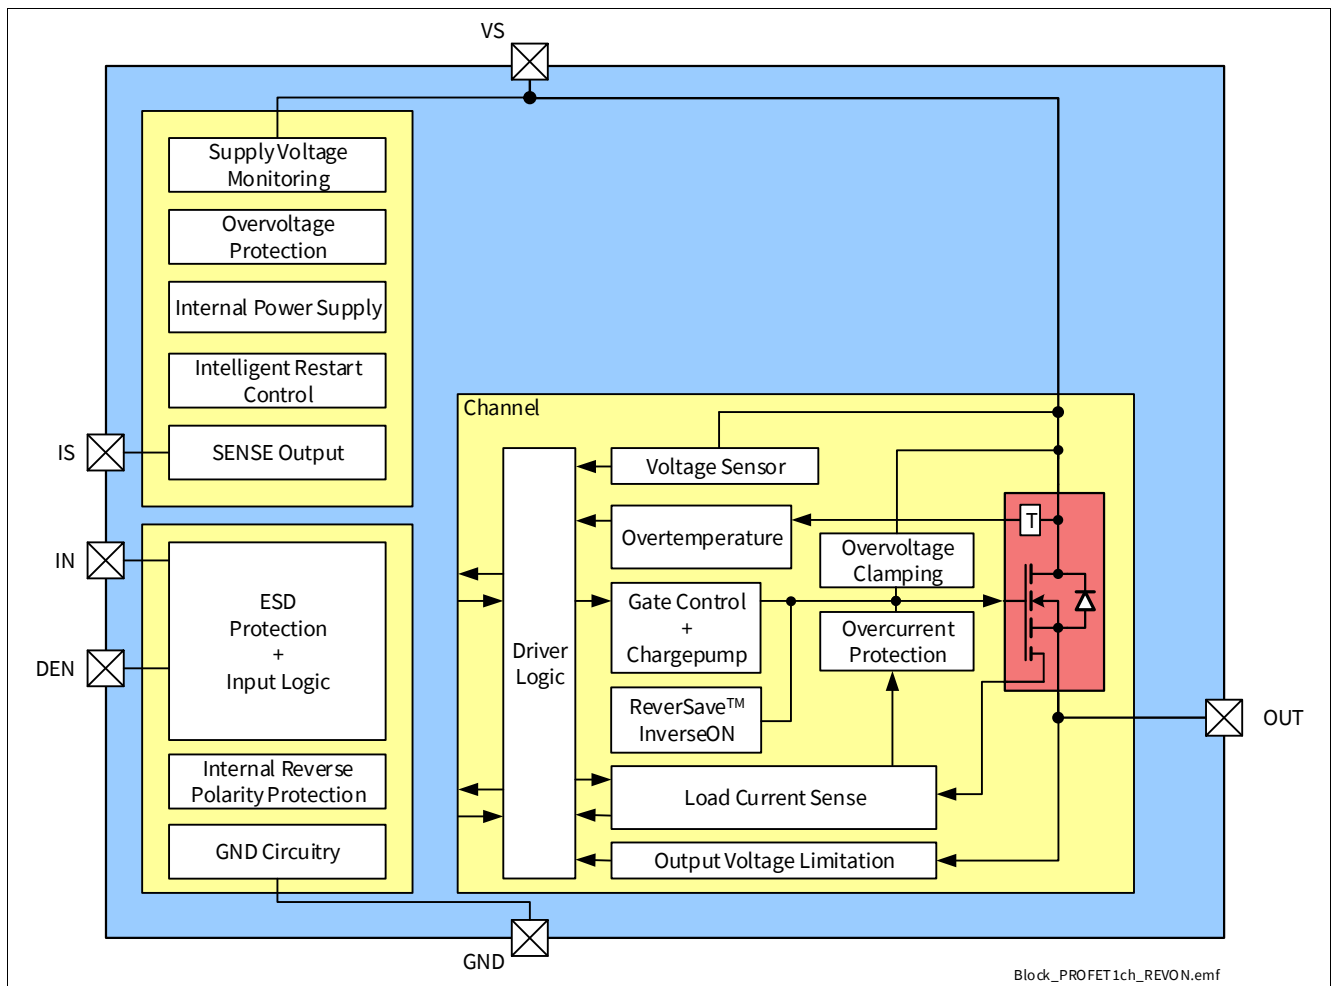 VS
Supply Voltage
Monitoring
Overvoltage
Protection
Internal Power Supply
Intelligent Restart
Control
SENSE Output
IS
IN
DEN
ESD
Protection
+
Input Logic
Internal Reverse
Polarity Protection
GND Circuitry
GND
Channel
Driver
Logic
Voltage Sensor
Overtemperature
T
Overvoltage
Clamping
Gate Control
+
Chargepump
Overcurrent
Protection
ReverSave™
InverseON
Load Current Sense
Output Voltage Limitation
OUT
Block_PROFET1ch_REVON.emf